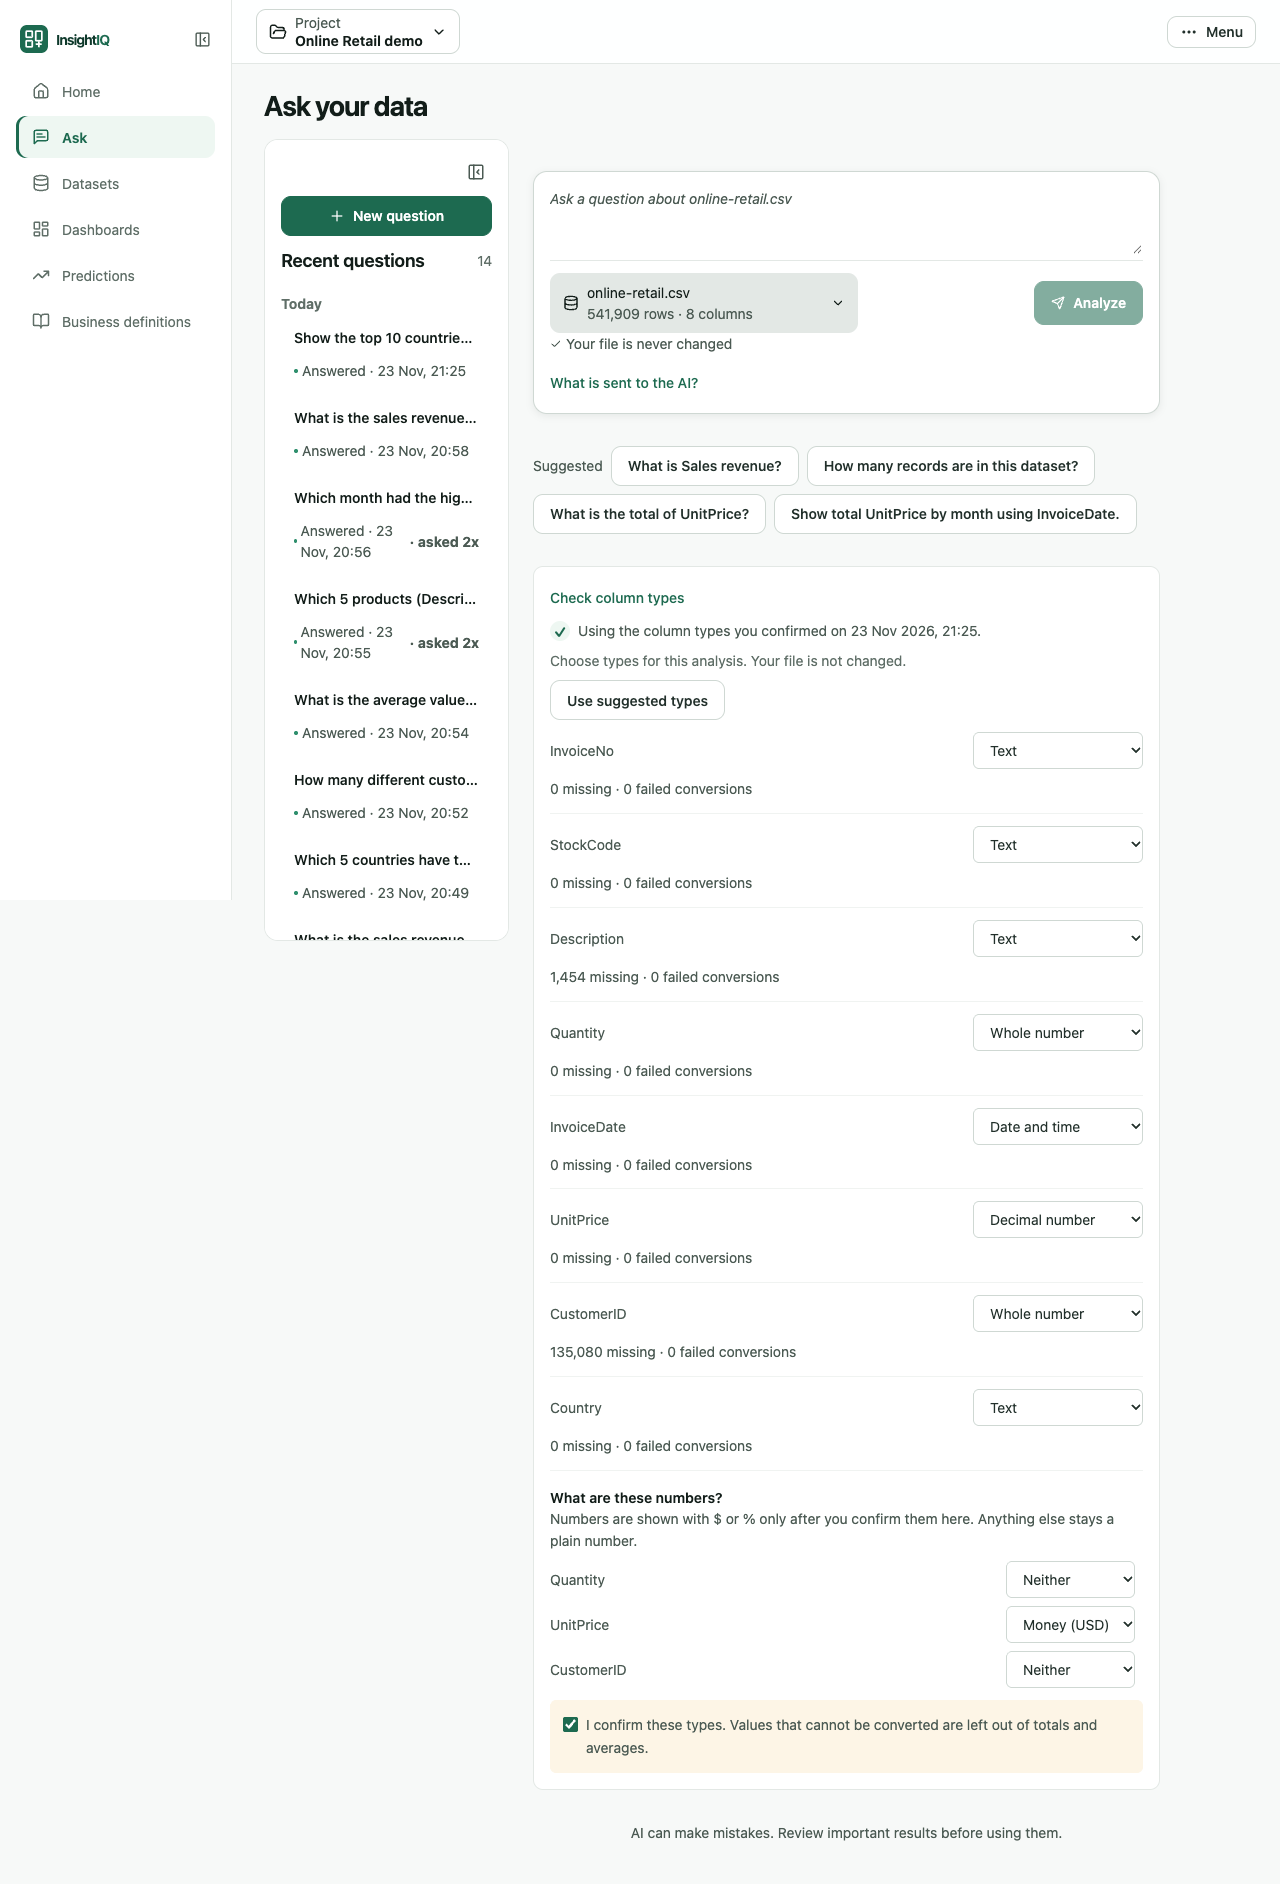 InsightIQ
Home
Ask
Datasets
Dashboards
Predictions
Business definitions
Project
Online Retail demo
Menu
Ask your data
New question
Recent questions 14
Today
Show the top 10 countrie...
Answered · 23 Nov, 21:25
What is the sales revenue...
Answered · 23 Nov, 20:58
Which month had the hig...
Answered · 23
Nov, 20:56
· asked 2x
Which 5 products (Descri...
Answered · 23
Nov, 20:55
· asked 2x
What is the average value...
Answered · 23 Nov, 20:54
How many different custo...
Answered · 23 Nov, 20:52
Which 5 countries have t...
Answered · 23 Nov, 20:49
What is the sales revenue
Ask a question about online-retail.csv
online-retail.csv
541,909 rows · 8 columns
Analyze
Your file is never changed
What is sent to the AI?
Suggested
What is Sales revenue?
How many records are in this dataset?
What is the total of UnitPrice?
Show total UnitPrice by month using InvoiceDate.
Check column types
Using the column types you confirmed on 23 Nov 2026, 21:25.
Choose types for this analysis. Your file is not changed.
Use suggested types
InvoiceNo
Text
0 missing · 0 failed conversions
StockCode
Text
0 missing · 0 failed conversions
Description
Text
1,454 missing · 0 failed conversions
Quantity
Whole number
0 missing · 0 failed conversions
InvoiceDate
Date and time
0 missing · 0 failed conversions
UnitPrice
Decimal number
0 missing · 0 failed conversions
CustomerID
Whole number
135,080 missing · 0 failed conversions
Country
Text
0 missing · 0 failed conversions
What are these numbers?
Numbers are shown with $ or % only after you confirm them here. Anything else stays a
plain number.
Quantity
Neither
UnitPrice
Money (USD)
CustomerID
Neither
I confirm these types. Values that cannot be converted are left out of totals and
averages.
AI can make mistakes. Review important results before using them.